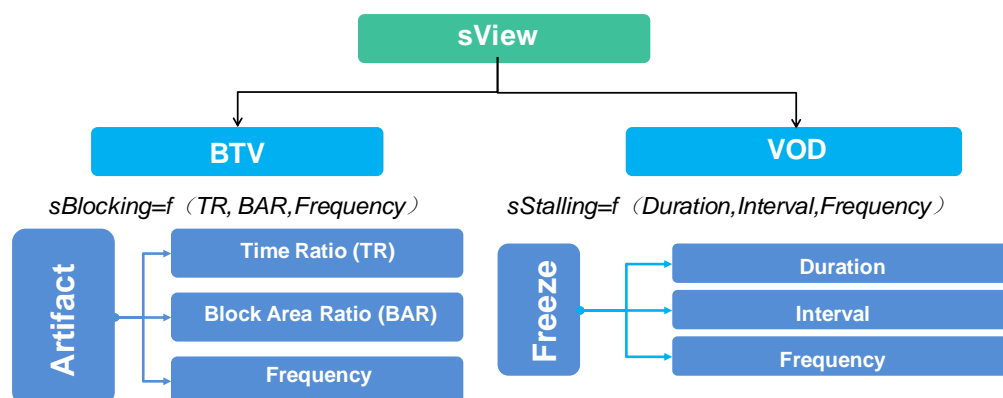 sView
BTV
VOD
sBlocking=f（TR, BAR,Frequency）
sStalling=f（Duration,Interval,Frequency）
Artifact
Time Ratio (TR)
Block Area Ratio (BAR)
Frequency
Freeze
Duration
Interval
Frequency